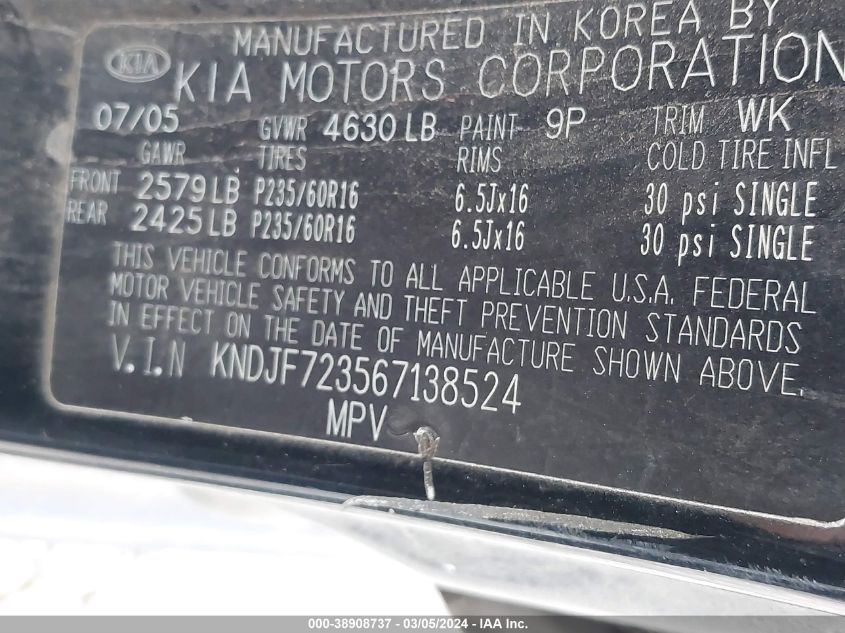 MANUFACTURED IN KOREA BY
KIA KIA MOTORS CORPORATION
07/05 GVWR 4630 LB PAINT 9P TRIM WK
GAWR TIRES RIMS COLD TIRE INFL
FRONT 2579 LB P235/60R16 6.5Jx16 30 psi SINGLE
REAR 2425 LB P235/60R16 6.5Jx16 30 psi SINGLE
THIS VEHICLE CONFORMS TO ALL APPLICABLE U.S.A. FEDERAL
MOTOR VEHICLE SAFETY AND THEFT PREVENTION STANDARDS
IN EFFECT ON THE DATE OF MANUFACTURE SHOWN ABOVE.
V.I.N KNDJF723567138524
MPV
000-38908737 - 03/05/2024 - IAA Inc.